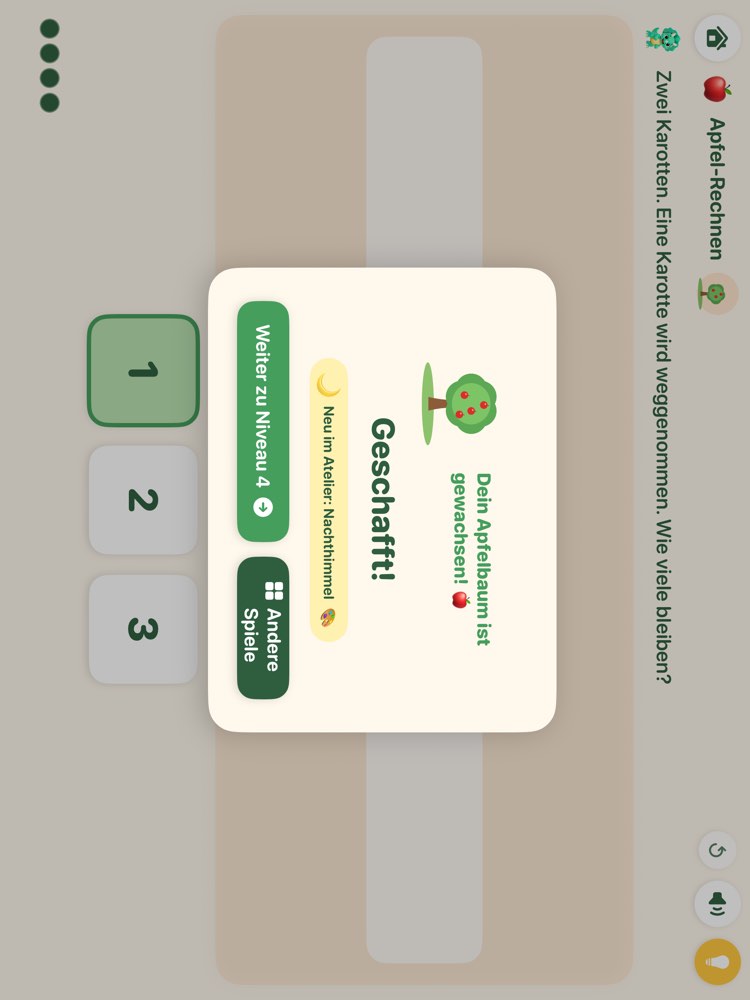 Apfel-Rechnen
Zwei Karotten. Eine Karotte wird weggenommen. Wie viele bleiben?
Dein Apfelbaum ist
gewachsen!
Geschafft!
Neu im Atelier: Nachthimmel
Weiter zu Niveau 4
Andere
Spiele
1
2
3